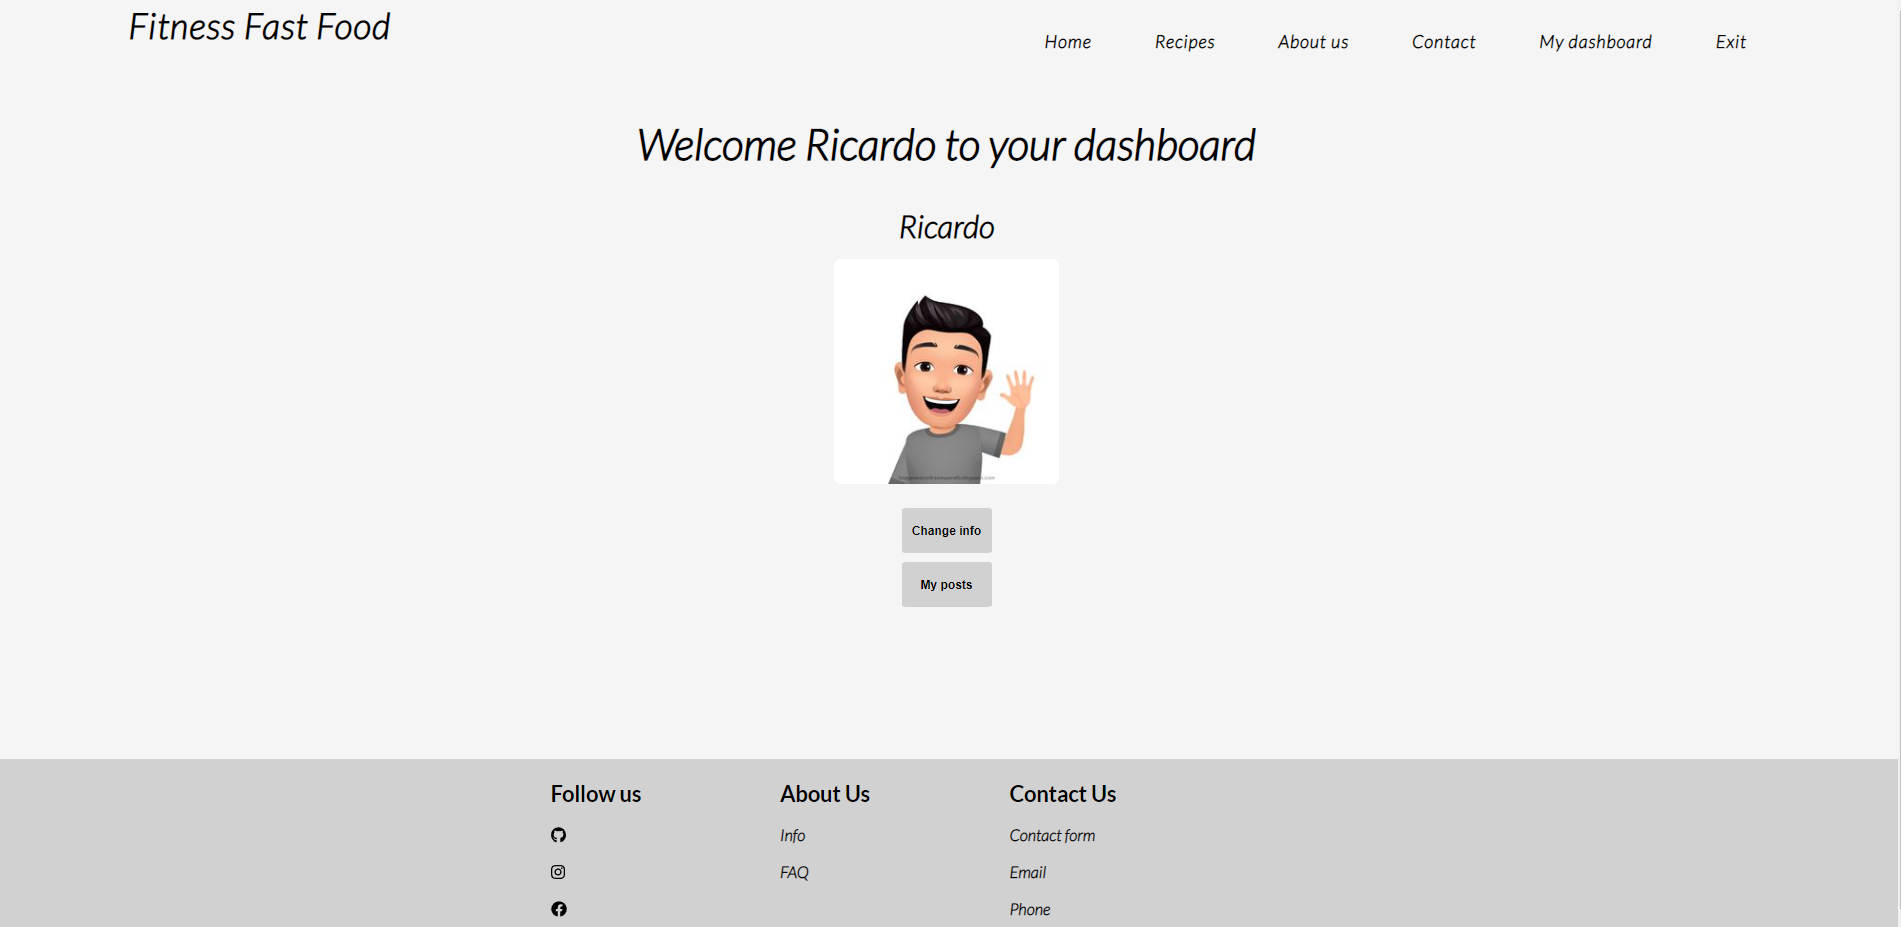 Fitness Fast Food
Home Recipes About us Contact My dashboard Exit
Welcome Ricardo to your dashboard
Ricardo
Change info
My posts
Follow us
About Us
Info
FAQ
Contact Us
Contact form
Email
Phone